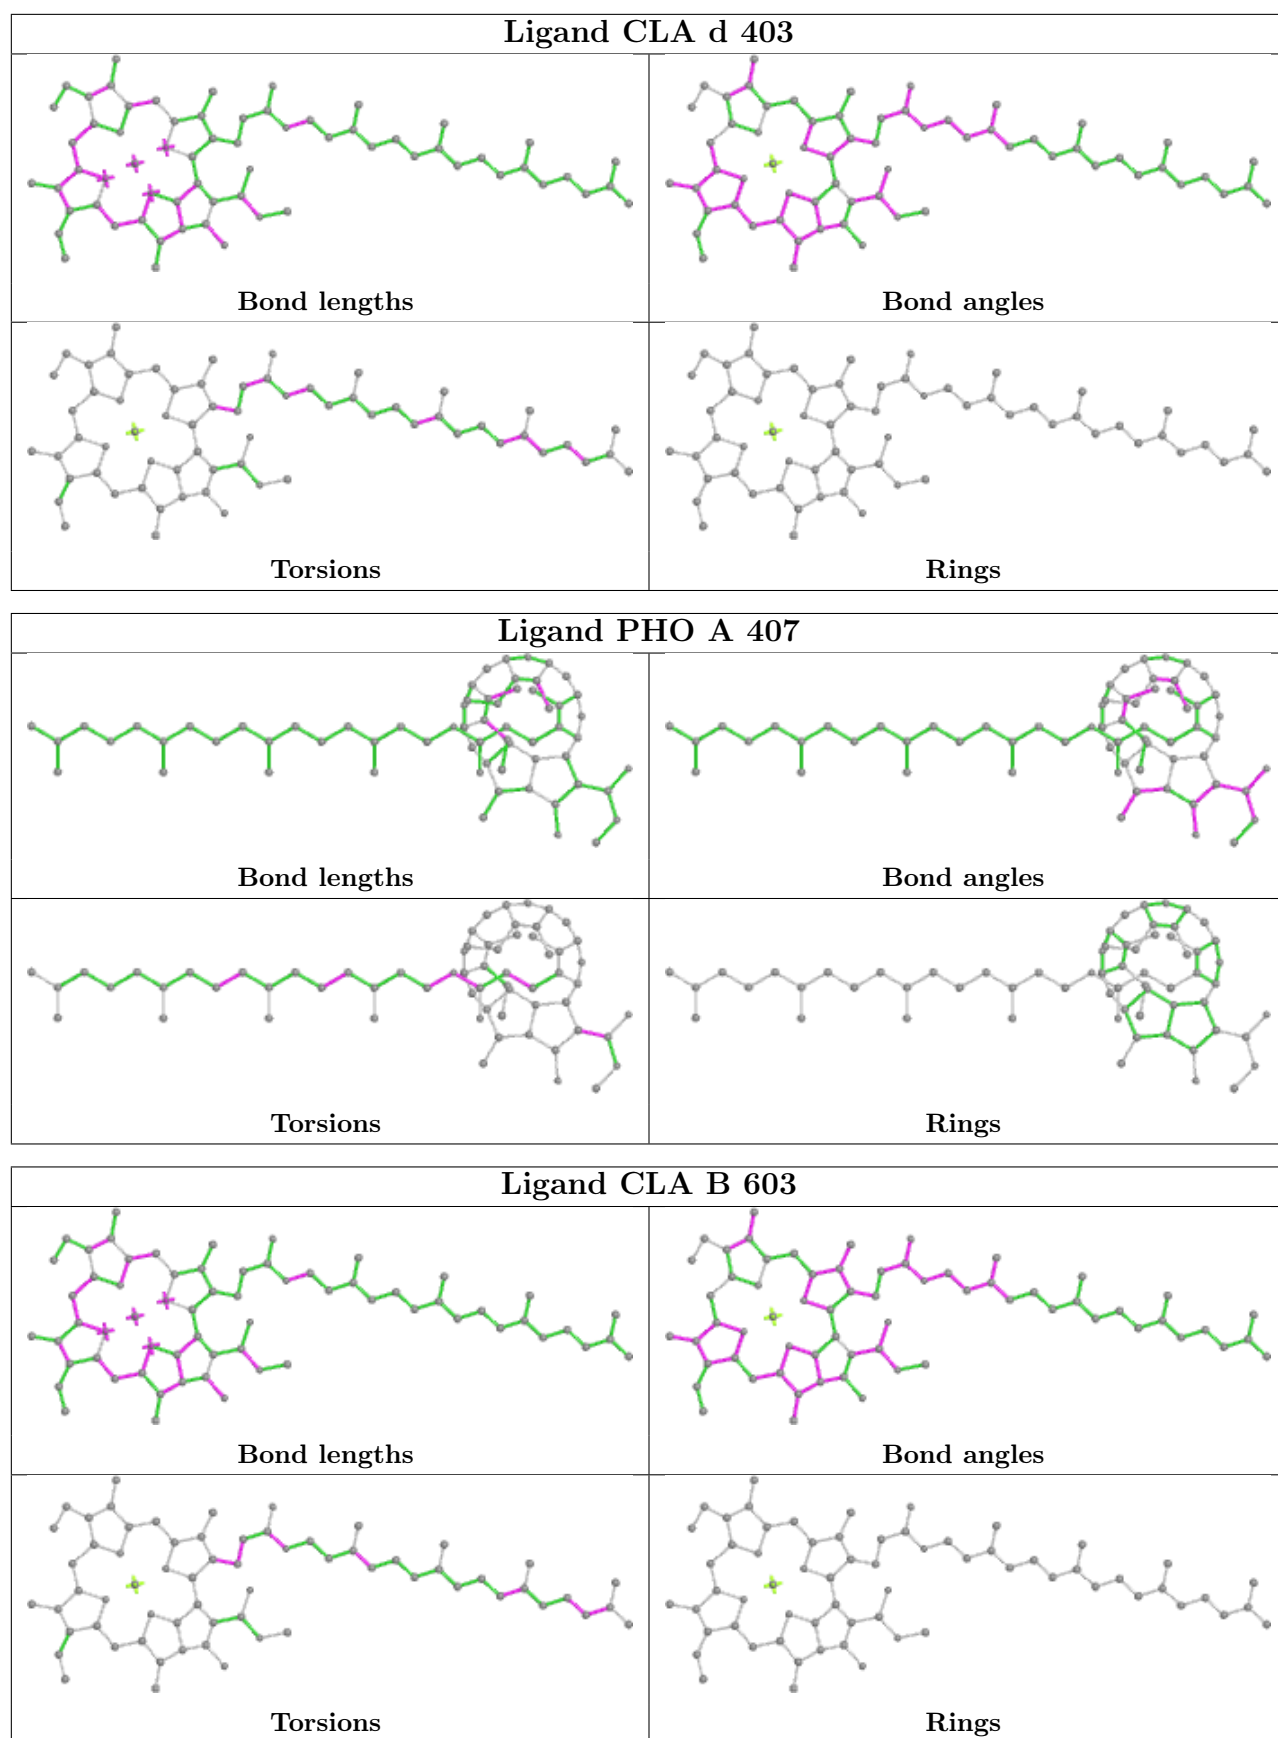 Ligand CLA d 403
Bond lengths
Bond angles
Torsions
Rings
Ligand PHO A 407
Bond lengths
Bond angles
Torsions
Rings
Ligand CLA B 603
Bond lengths
Bond angles
Torsions
Rings